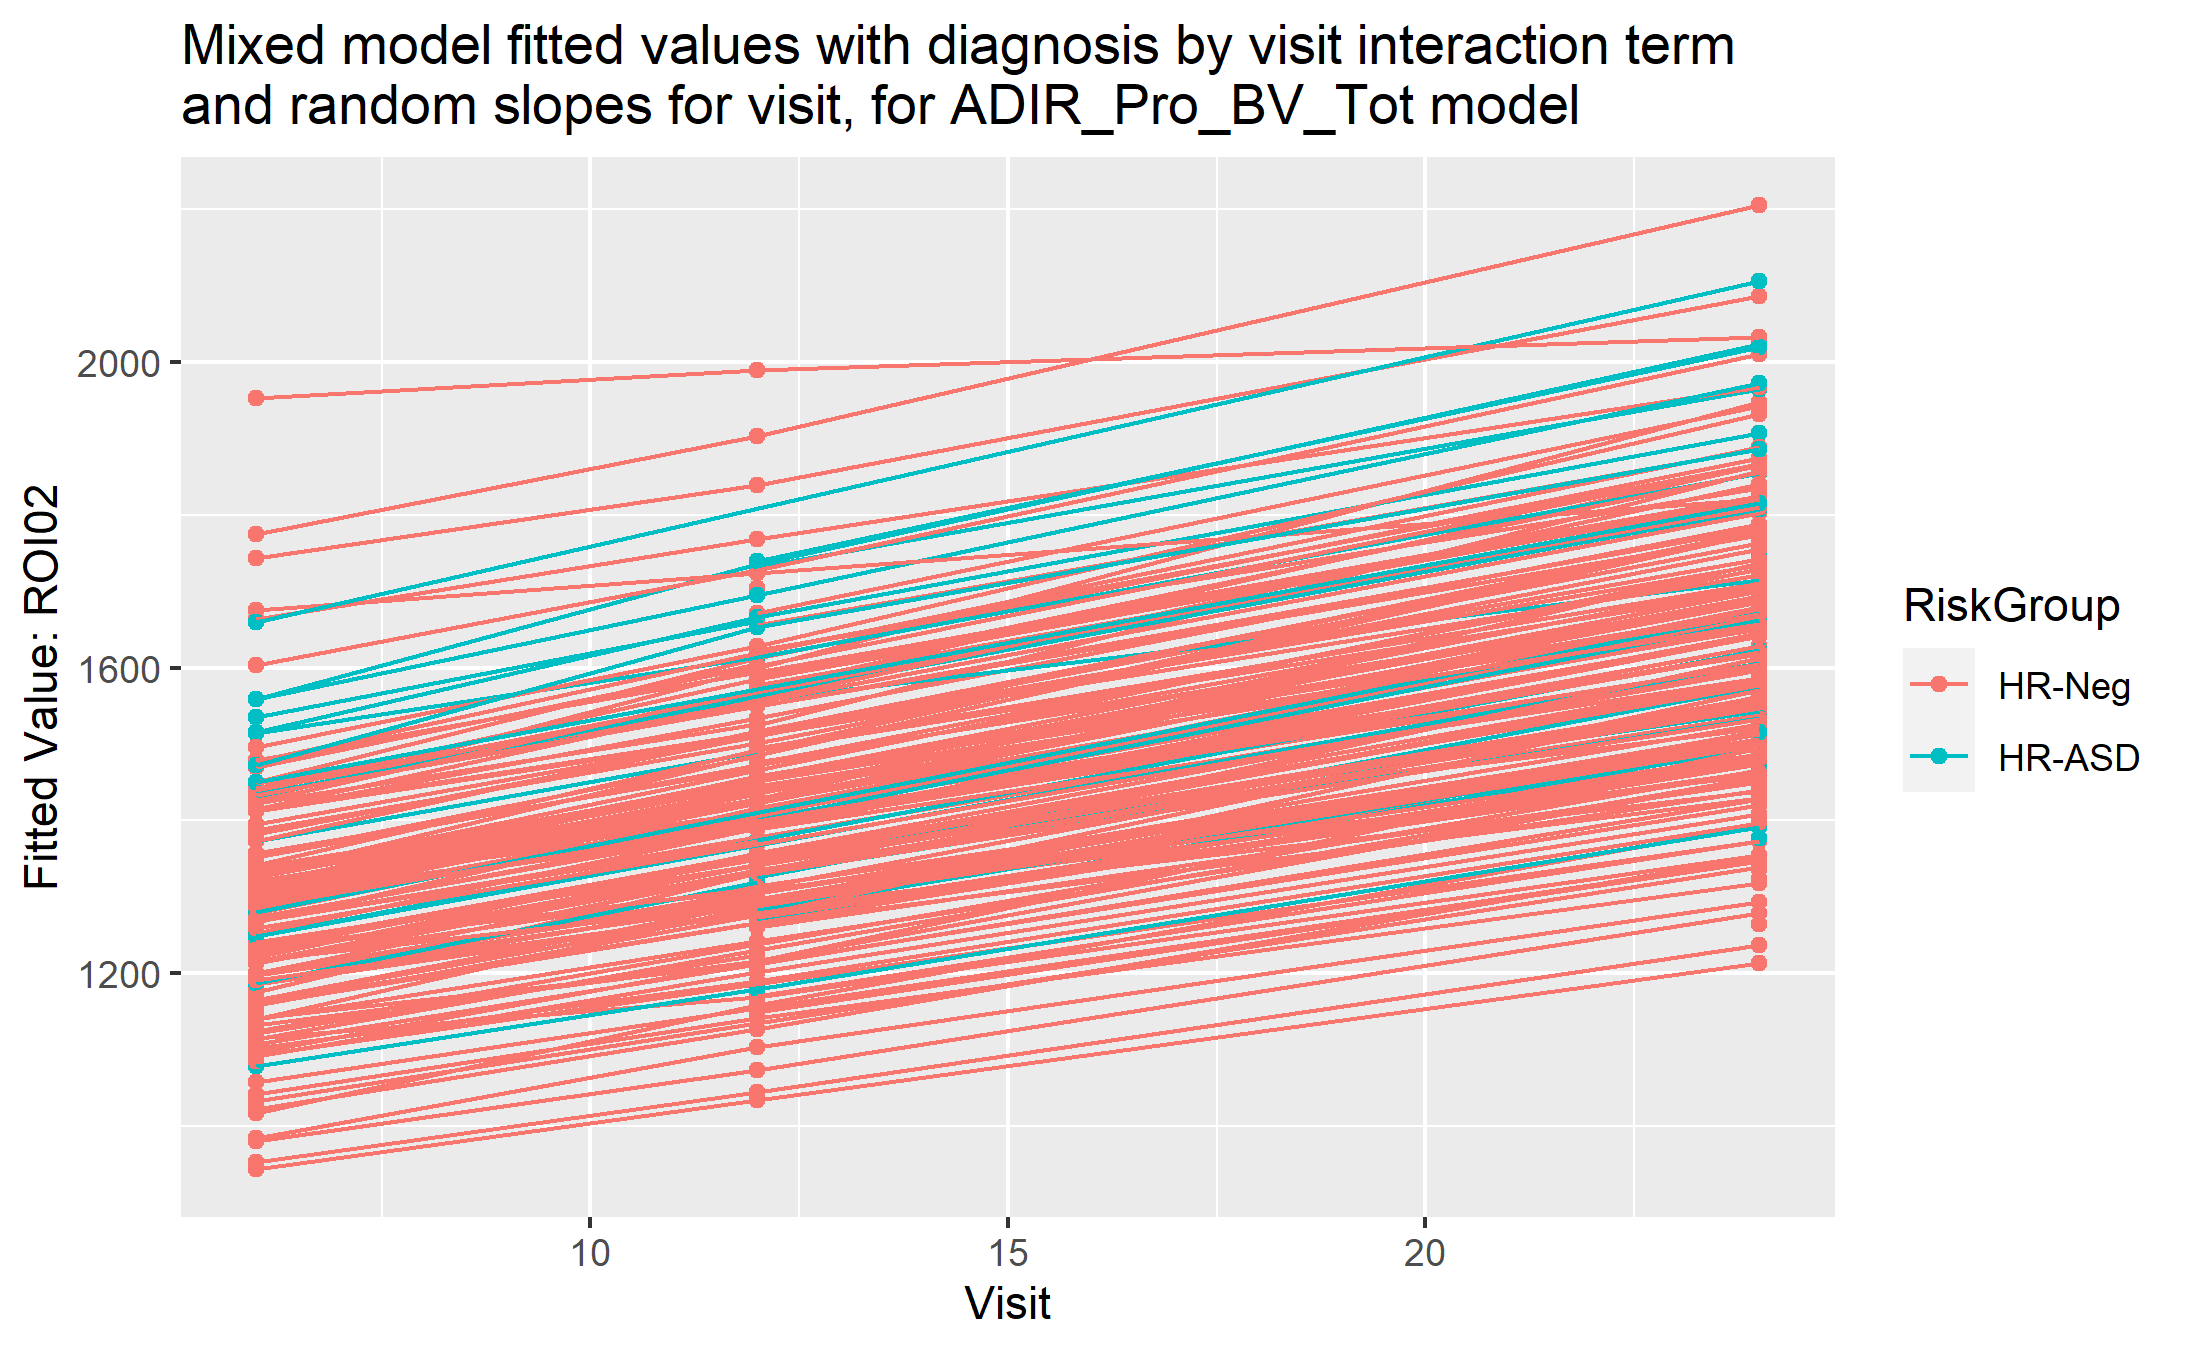 Mixed model fitted values with diagnosis by visit interaction term
and random slopes for visit, for ADIR_Pro_BV_Tot model
Fitted Value: ROI02
2000
1600
1200
10
15
20
Visit
RiskGroup
HR-Neg
HR-ASD